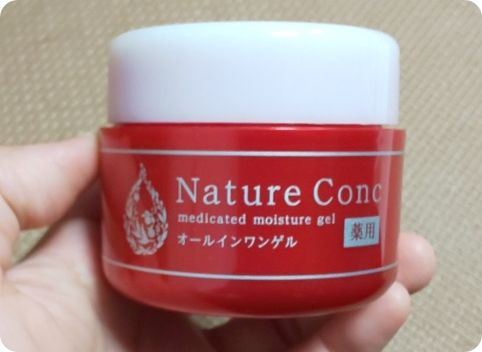 Nature Conc
medicated moisture gel
オールインワンゲル
薬用